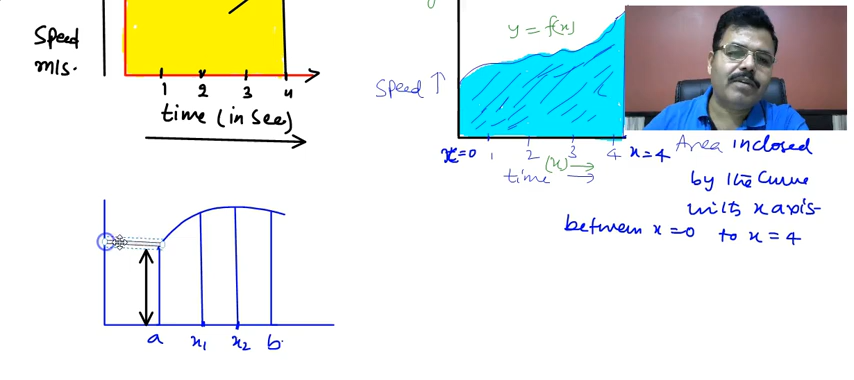 Speed
m/s.
1 2 3 4
time (in See)
y = f(x)
Speed ↑
x=0 1 2 3 4 x=4
(x) →
time →
Area inclosed
by the curve
with x axis
between x=0 to x=4
a x1 x2 b.